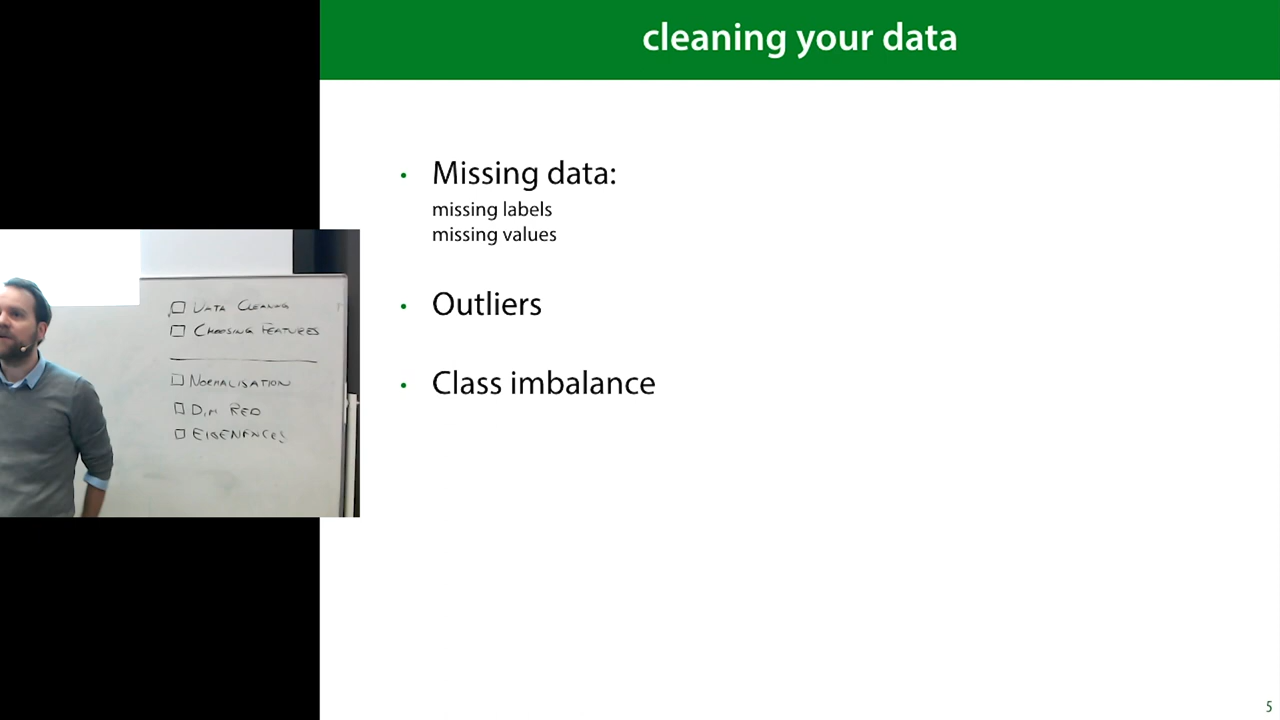 cleaning your data
• Missing data:
missing labels
missing values
• Outliers
• Class imbalance
DATA CLEANING
CHOOSING FEATURES
NORMALISATION
DIM RED
EIGENFACES
5